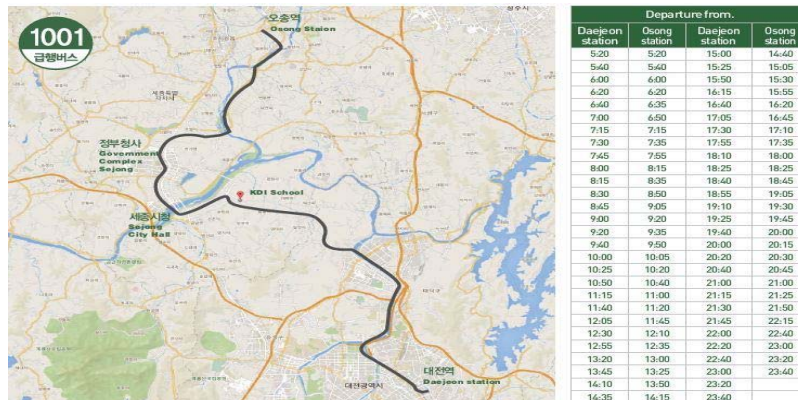 1001
급행버스
오송역
Osong Staion
정부청사
Government
Complex
Sejong
KDI School
세종시청
Sejong
City Hall
대전역
Daejeon station
대전광역시
Departure from.
Daejeon station Osong station Daejeon station Osong station
5:20 5:20 15:00 14:40
5:40 5:40 15:25 15:05
6:00 6:00 15:50 15:30
6:20 6:20 16:15 15:55
6:40 6:35 16:40 16:20
7:00 6:50 17:05 16:45
7:15 7:15 17:30 17:10
7:30 7:35 17:55 17:35
7:45 7:55 18:10 18:00
8:00 8:15 18:25 18:25
8:15 8:35 18:40 18:45
8:30 8:50 18:55 19:05
8:45 9:05 19:10 19:30
9:00 9:20 19:25 19:45
9:20 9:35 19:40 20:00
9:40 9:50 20:00 20:15
10:00 10:05 20:20 20:30
10:25 10:20 20:40 20:45
10:50 10:40 21:00 21:00
11:15 11:00 21:15 21:25
11:40 11:20 21:30 21:50
12:05 11:45 21:45 22:15
12:30 12:10 22:00 22:40
12:55 12:35 22:20 23:00
13:20 13:00 22:40 23:20
13:45 13:25 23:00 23:40
14:10 13:50 23:20
14:35 14:15 23:40